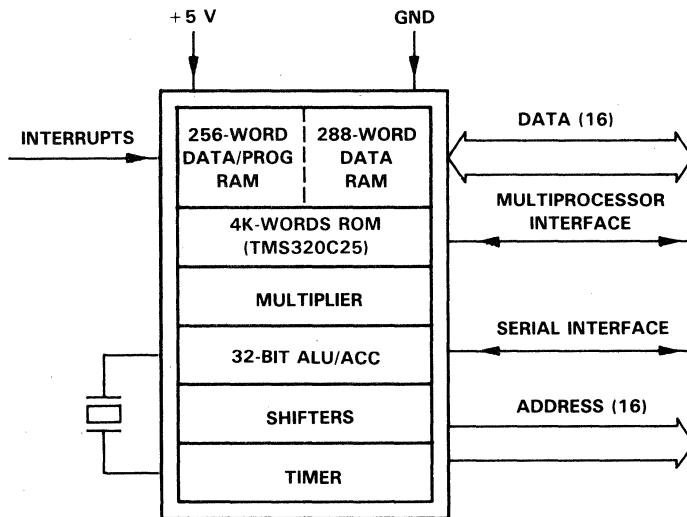 +5 V
GND
INTERRUPTS
256-WORD
DATA/PROG
RAM
288-WORD
DATA
RAM
DATA (16)
MULTIPROCESSOR
INTERFACE
4K-WORDS ROM
(TMS320C25)
MULTIPLIER
SERIAL INTERFACE
32-BIT ALU/ACC
ADDRESS (16)
SHIFTERS
TIMER